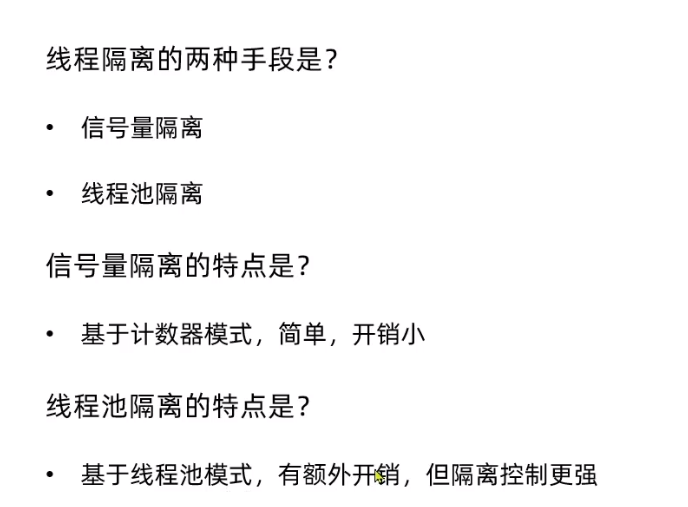 线程隔离的两种手段是？
• 信号量隔离
• 线程池隔离
信号量隔离的特点是？
• 基于计数器模式，简单，开销小
线程池隔离的特点是？
• 基于线程池模式，有额外开销，但隔离控制更强